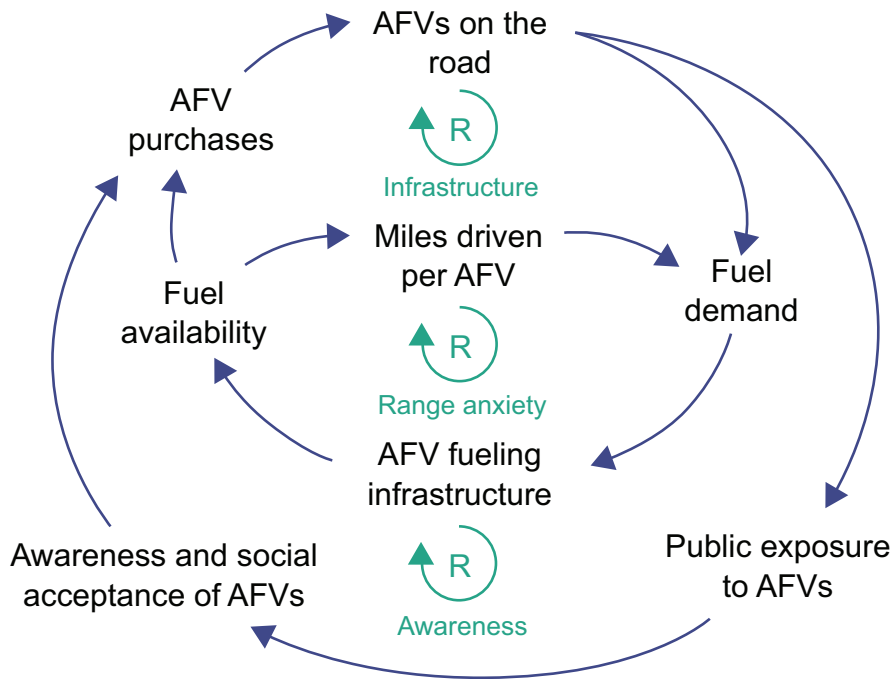 AFVs on the
road
AFV
purchases
R
Infrastructure
Miles driven
per AFV
Fuel
availability
Fuel
demand
R
Range anxiety
AFV fueling
infrastructure
Awareness and social
acceptance of AFVs
R
Awareness
Public exposure
to AFVs